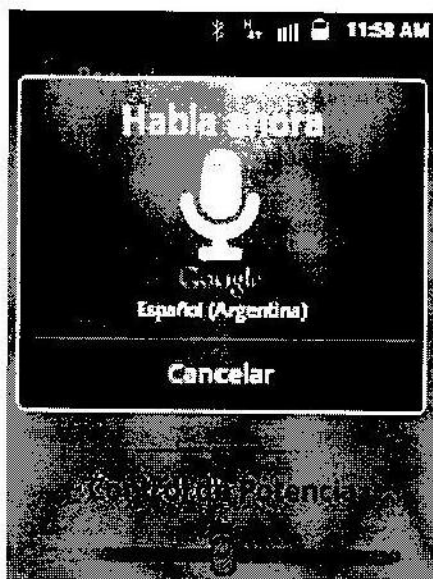 11:58 AM
Habla ahora
Google
Español (Argentina)
Cancelar
Control de Potencia